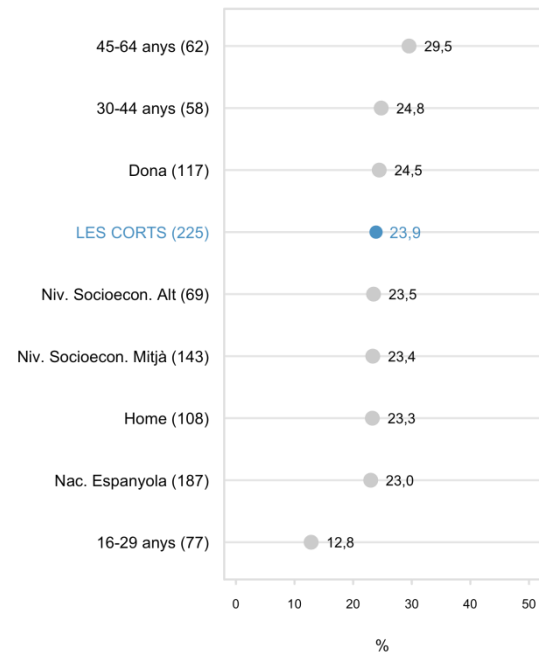 45-64 anys (62) 29,5
30-44 anys (58) 24,8
Dona (117) 24,5
LES CORTS (225) 23,9
Niv. Socioecon. Alt (69) 23,5
Niv. Socioecon. Mitjà (143) 23,4
Home (108) 23,3
Nac. Espanyola (187) 23,0
16-29 anys (77) 12,8
0 10 20 30 40 50
%